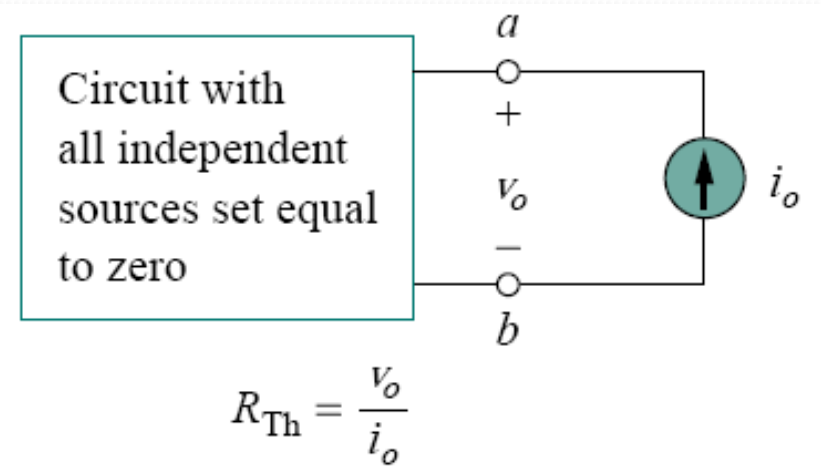 a
Circuit with
all independent
sources set equal
to zero
+
v_o
−
i_o
b
R_Th = v_o / i_o